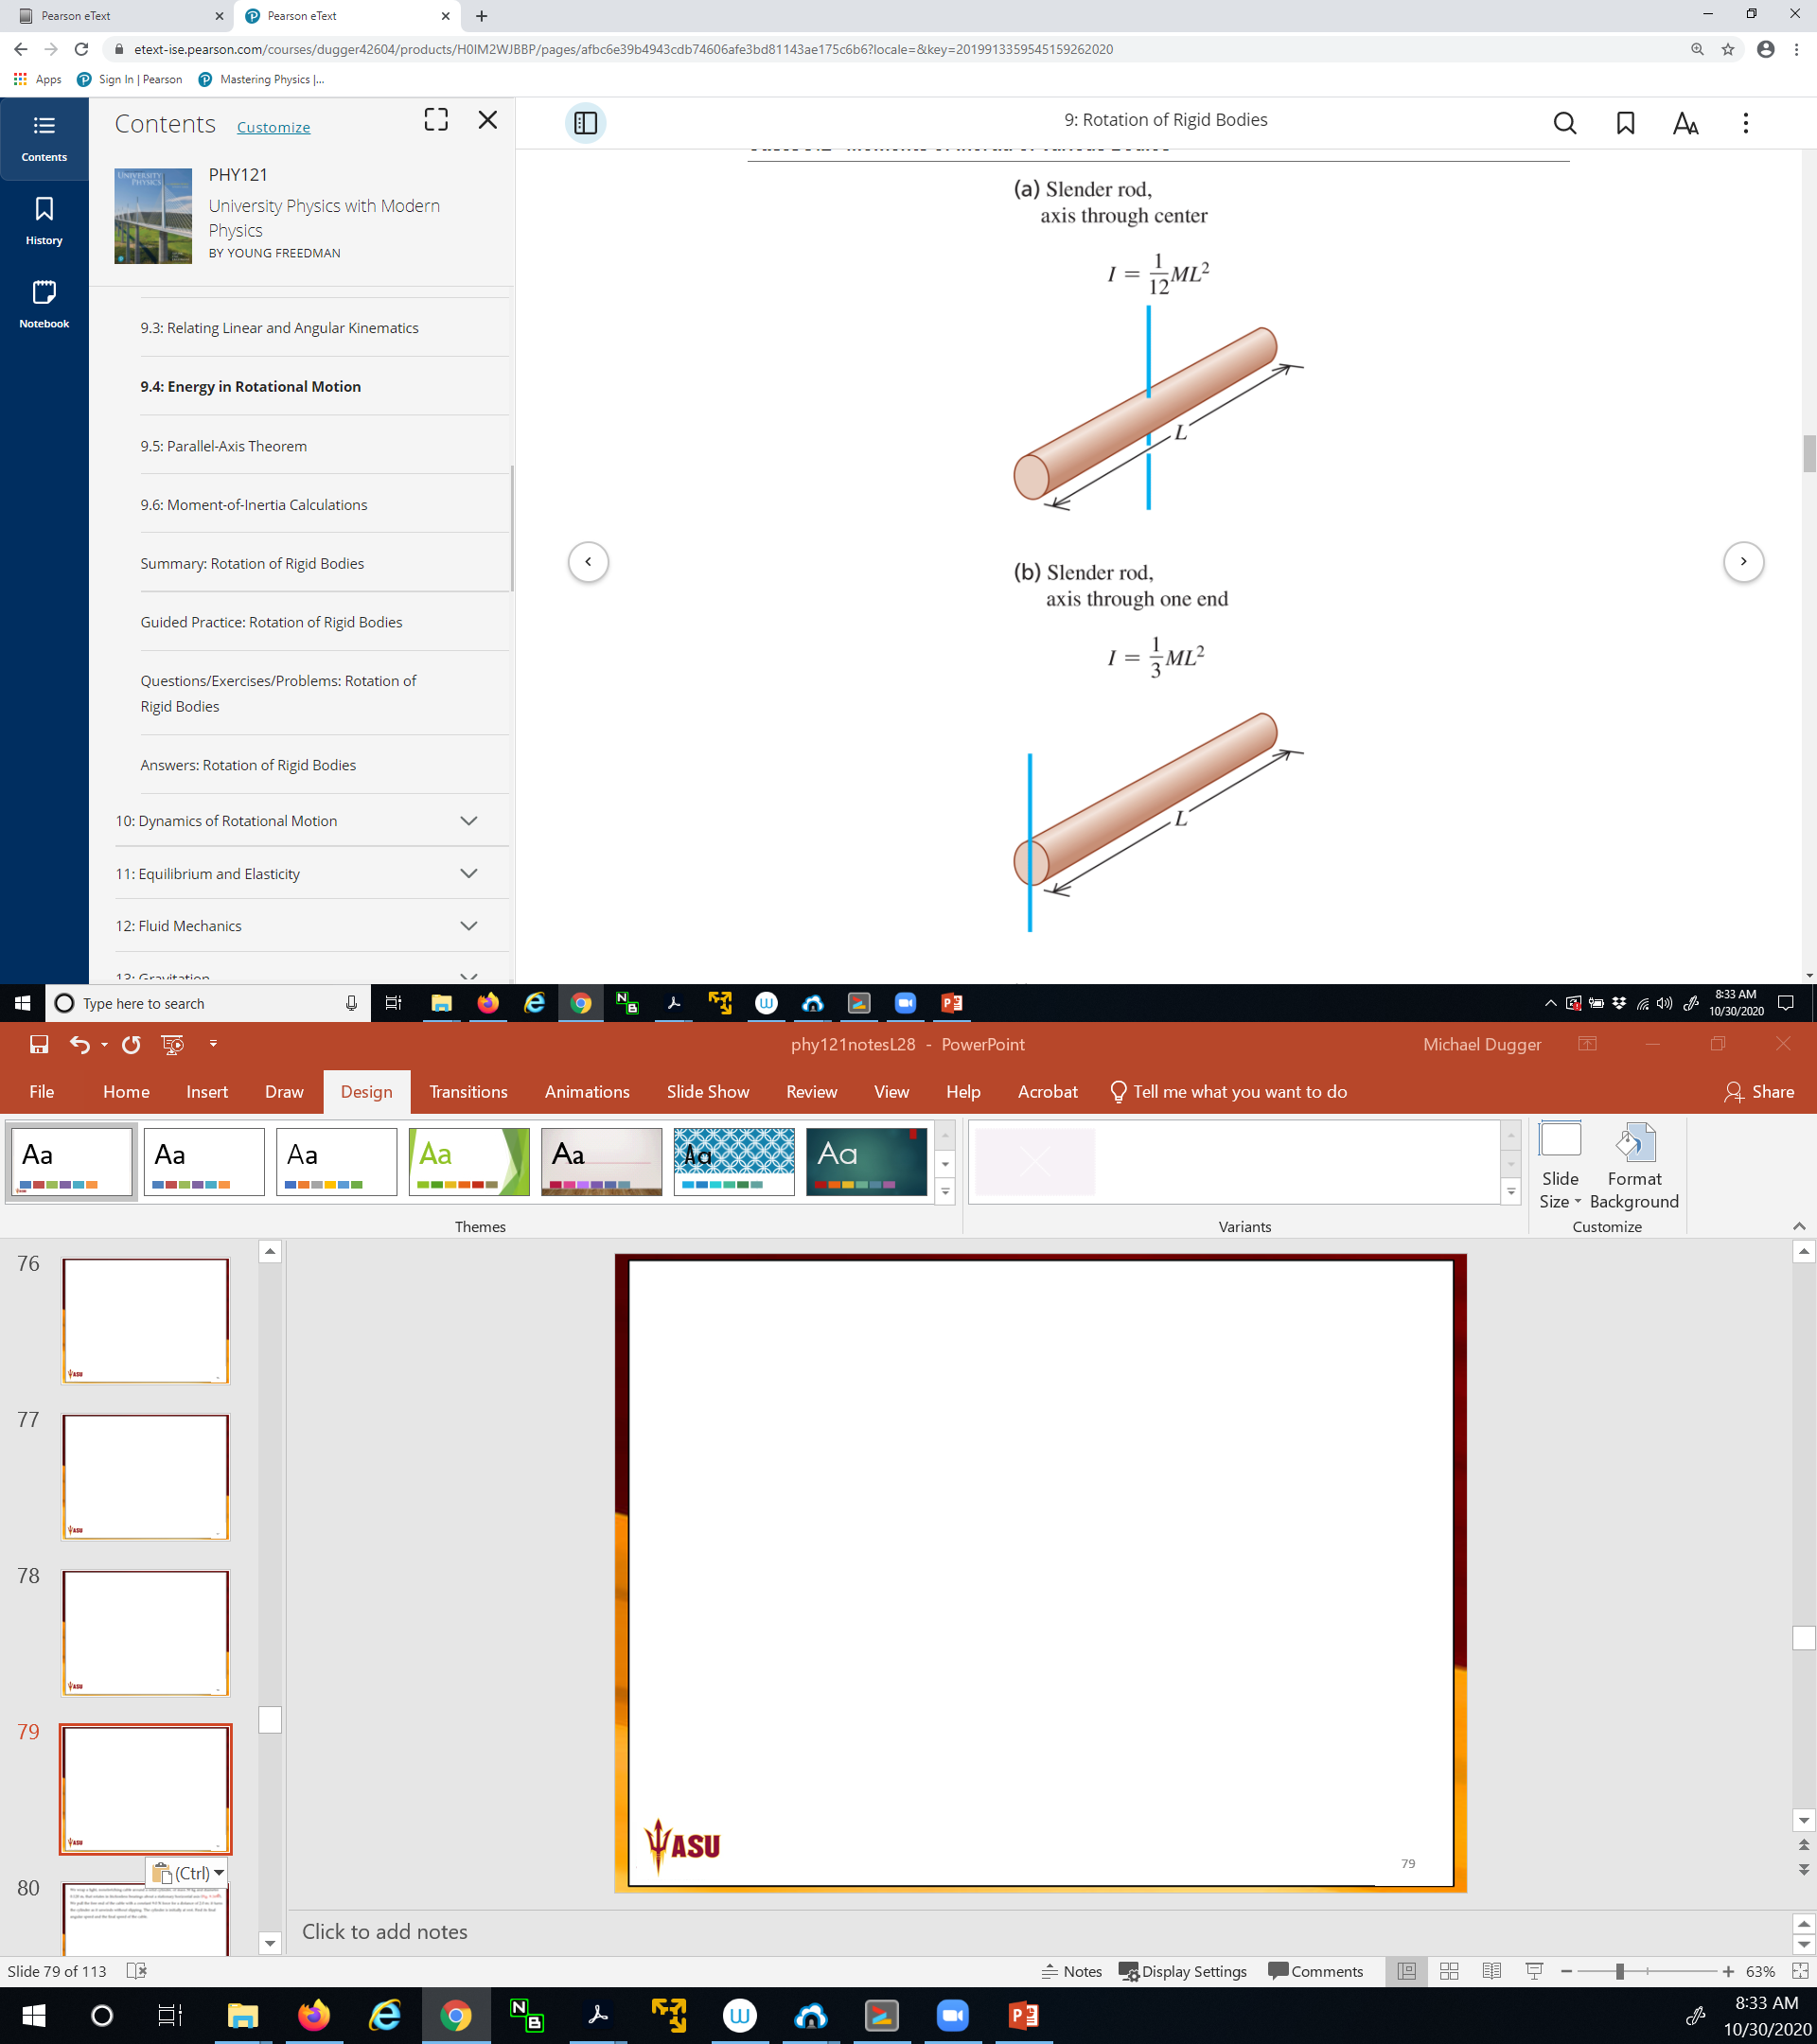 Pearson eText
Pearson eText
etext-ise.pearson.com/courses/dugger42604/products/H0IM2WJBBP/pages/afbc6e39b4943cdb74606afe3bd81143ae175c6b6?locale=&key=2019913359545159262020
Apps Sign In | Pearson Mastering Physics |...
Contents
History
Notebook
Contents Customize
PHY121
University Physics with Modern
Physics
BY YOUNG FREEDMAN
9.3: Relating Linear and Angular Kinematics
9.4: Energy in Rotational Motion
9.5: Parallel-Axis Theorem
9.6: Moment-of-Inertia Calculations
Summary: Rotation of Rigid Bodies
Guided Practice: Rotation of Rigid Bodies
Questions/Exercises/Problems: Rotation of
Rigid Bodies
Answers: Rotation of Rigid Bodies
10: Dynamics of Rotational Motion
11: Equilibrium and Elasticity
12: Fluid Mechanics
13: Gravitation
9: Rotation of Rigid Bodies
(a) Slender rod,
axis through center
I = 1/12 ML²
L
(b) Slender rod,
axis through one end
I = 1/3 ML²
L
Type here to search
8:33 AM
10/30/2020
phy121notesL28 - PowerPoint
Michael Dugger
File Home Insert Draw Design Transitions Animations Slide Show Review View Help Acrobat Tell me what you want to do Share
Aa Aa Aa Aa Aa Aa Aa
Slide
Size
Format
Background
Themes Variants Customize
76
ASU
77
ASU
78
ASU
79
ASU
(Ctrl)
80
ASU
79
Click to add notes
Slide 79 of 113
Notes Display Settings Comments 63%
8:33 AM
10/30/2020